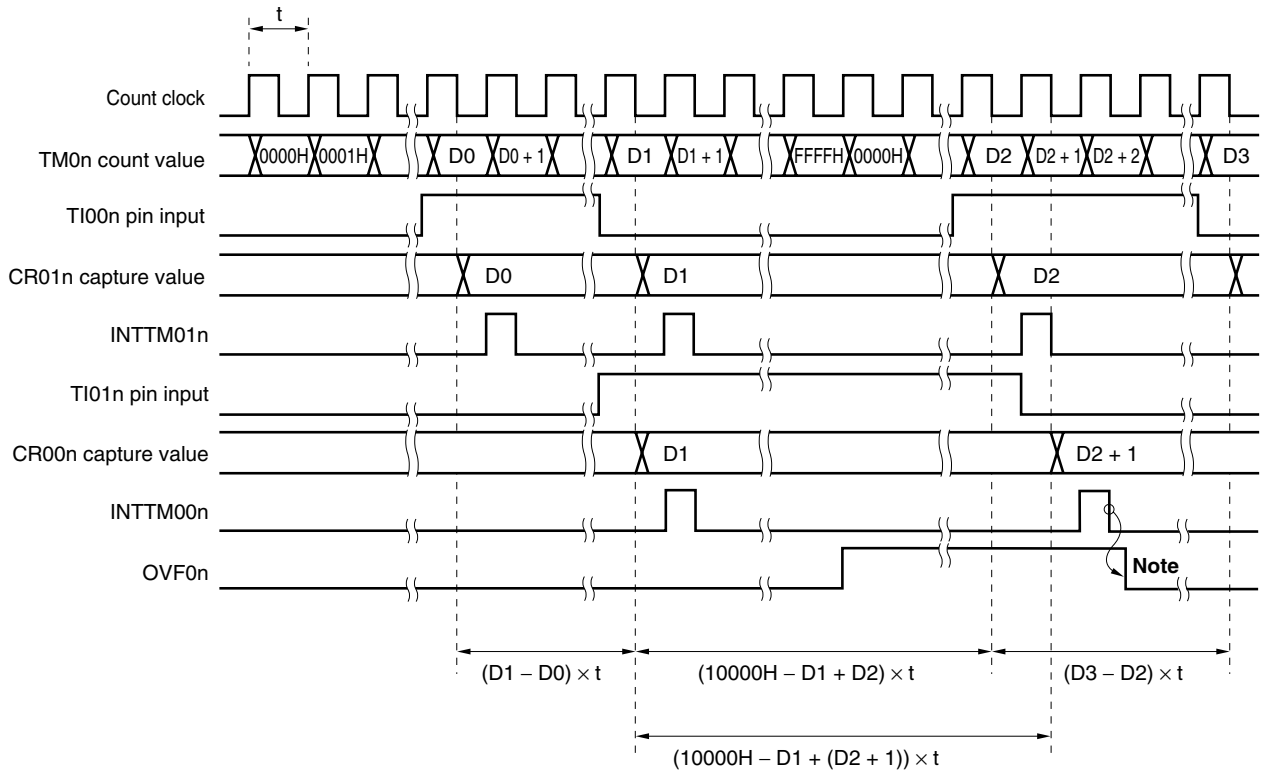 t
Count clock
TM0n count value 0000H 0001H D0 D0 + 1 D1 D1 + 1 FFFFH 0000H D2 D2 + 1 D2 + 2 D3
TI00n pin input
CR01n capture value D0 D1 D2
INTTM01n
TI01n pin input
CR00n capture value D1 D2 + 1
INTTM00n
Note
OVF0n
(D1 − D0) × t (10000H − D1 + D2) × t (D3 − D2) × t
(10000H − D1 + (D2 + 1)) × t